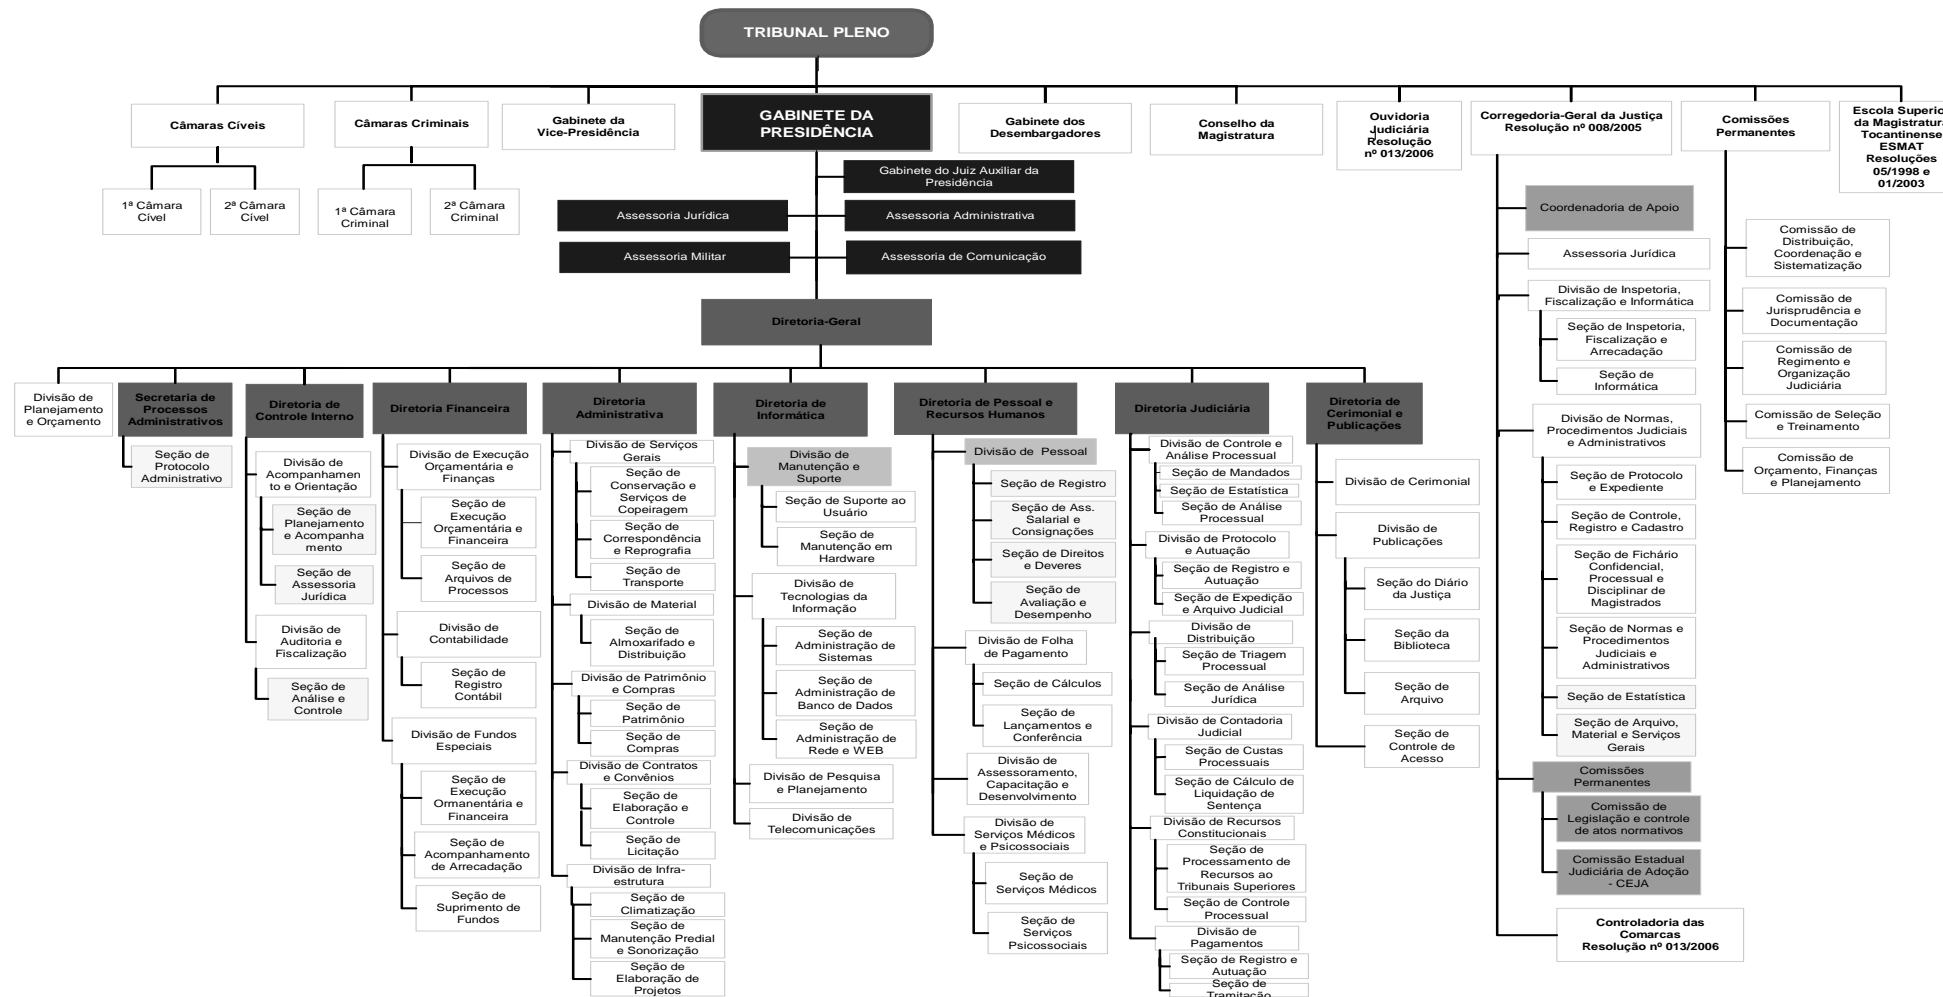 TRIBUNAL PLENO
Câmaras Cíveis
Câmaras Criminais
Gabinete da
Vice-Presidência
GABINETE DA
PRESIDÊNCIA
Gabinete dos
Desembargadores
Conselho da
Magistratura
Ouvidoria
Judiciária
Resolução
nº 013/2006
Corregedoria-Geral da Justiça
Resolução nº 008/2005
Comissões
Permanentes
Escola Superio
da Magistratura
Tocantinense
ESMAT
Resoluções
05/1998 e
01/2003
1ª Câmara
Cível
2ª Câmara
Cível
1ª Câmara
Criminal
2ª Câmara
Criminal
Gabinete do Juiz Auxiliar da
Presidência
Assessoria Jurídica
Assessoria Administrativa
Assessoria Militar
Assessoria de Comunicação
Diretoria-Geral
Divisão de
Planejamento
e Orçamento
Secretaria de
Processos
Administrativos
Seção de
Protocolo
Administrativo
Diretoria de
Controle Interno
Divisão de
Acompanhamen
to e Orientação
Seção de
Planejamento
e Acompanha
mento
Seção de
Assessoria
Jurídica
Divisão de
Auditoria e
Fiscalização
Seção de
Análise e
Controle
Diretoria Financeira
Divisão de Execução
Orçamentária e
Finanças
Seção de
Execução
Orçamentária e
Financeira
Seção de
Arquivos de
Processos
Divisão de
Contabilidade
Seção de
Registro
Contábil
Divisão de Fundos
Especiais
Seção de
Execução
Ormanentária e
Financeira
Seção de
Acompanhamento
de Arrecadação
Seção de
Suprimento de
Fundos
Diretoria
Administrativa
Divisão de Serviços
Gerais
Seção de
Conservação e
Serviços de
Copeiragem
Seção de
Correspondência
e Reprografia
Seção de
Transporte
Divisão de Material
Seção de
Almoxarifado e
Distribuição
Divisão de Patrimônio
e Compras
Seção de
Patrimônio
Seção de
Compras
Divisão de Contratos
e Convênios
Seção de
Elaboração e
Controle
Seção de
Licitação
Divisão de Infra-
estrutura
Seção de
Climatização
Seção de
Manutenção Predial
e Sonorização
Seção de
Elaboração de
Projetos
Diretoria de
Informática
Divisão de
Manutenção e
Suporte
Seção de Suporte ao
Usuário
Seção de
Manutenção em
Hardware
Divisão de
Tecnologias da
Informação
Seção de
Administração de
Sistemas
Seção de
Administração de
Banco de Dados
Seção de
Administração de
Rede e WEB
Divisão de Pesquisa
e Planejamento
Divisão de
Telecomunicações
Diretoria de Pessoal e
Recursos Humanos
Divisão de Pessoal
Seção de Registro
Seção de Ass.
Salarial e
Consignações
Seção de Direitos
e Deveres
Seção de
Avaliação e
Desempenho
Divisão de Folha
de Pagamento
Seção de Cálculos
Seção de
Lançamentos e
Conferência
Divisão de
Assessoramento,
Capacitação e
Desenvolvimento
Divisão de
Serviços Médicos
e Psicossociais
Seção de
Serviços Médicos
Seção de
Serviços
Psicossociais
Diretoria Judiciária
Divisão de Controle e
Análise Processual
Seção de Mandados
Seção de Estatística
Seção de Análise
Processual
Divisão de Protocolo
e Autuação
Seção de Registro e
Autuação
Seção de Expedição
e Arquivo Judicial
Divisão de
Distribuição
Seção de Triagem
Processual
Seção de Análise
Jurídica
Divisão de Contadoria
Judicial
Seção de Custas
Processuais
Seção de Cálculo de
Liquidação de
Sentença
Divisão de Recursos
Constitucionais
Seção de
Processamento de
Recursos ao
Tribunais Superiores
Seção de Controle
Processual
Divisão de
Pagamentos
Seção de Registro e
Autuação
Seção de
Tramitação
Diretoria de
Cerimonial e
Publicações
Divisão de Cerimonial
Divisão de
Publicações
Seção do Diário
da Justiça
Seção da
Biblioteca
Seção de
Arquivo
Seção de
Controle de
Acesso
Coordenadoria de Apoio
Assessoria Jurídica
Divisão de Inspetoria,
Fiscalização e Informática
Seção de Inspetoria,
Fiscalização e
Arrecadação
Seção de
Informática
Divisão de Normas,
Procedimentos Judiciais
e Administrativos
Seção de Protocolo
e Expediente
Seção de Controle,
Registro e Cadastro
Seção de Fichário
Confidencial,
Processual e
Disciplinar de
Magistrados
Seção de Normas e
Procedimentos
Judiciais e
Administrativos
Seção de Estatística
Seção de Arquivo,
Material e Serviços
Gerais
Comissões
Permanentes
Comissão de
Legislação e controle
de atos normativos
Comissão Estadual
Judiciária de Adoção
- CEJA
Controladoria das
Comarcas
Resolução nº 013/2006
Comissão de
Distribuição,
Coordenação e
Sistematização
Comissão de
Jurisprudência e
Documentação
Comissão de
Regimento e
Organização
Judiciária
Comissão de Seleção
e Treinamento
Comissão de
Orçamento, Finanças
e Planejamento